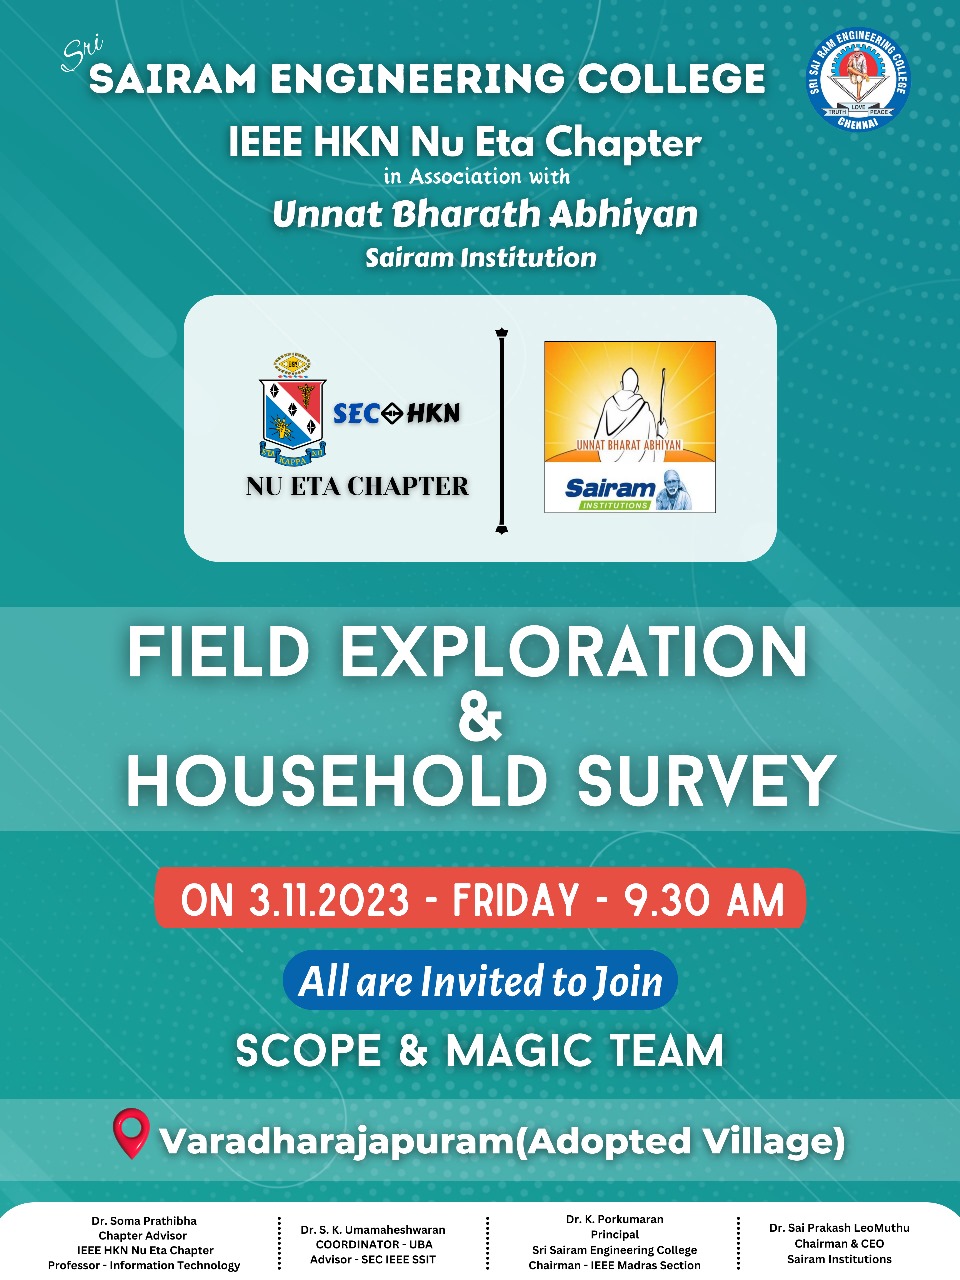 Sri
SAIRAM ENGINEERING COLLEGE
SRI SAI RAM ENGINEERING COLLEGE
TRUTH LOVE PEACE
CHENNAI
IEEE HKN Nu Eta Chapter
in Association with
Unnat Bharath Abhiyan
Sairam Institution
ETA KAPPA NU
SEC HKN
NU ETA CHAPTER
UNNAT BHARAT ABHIYAN
Sairam
INSTITUTIONS
FIELD EXPLORATION
&
HOUSEHOLD SURVEY
ON 3.11.2023 - FRIDAY - 9.30 AM
All are Invited to Join
SCOPE & MAGIC TEAM
Varadharajapuram(Adopted Village)
Dr. Soma Prathibha
Chapter Advisor
IEEE HKN Nu Eta Chapter
Professor - Information Technology
Dr. S. K. Umamaheshwaran
COORDINATOR - UBA
Advisor - SEC IEEE SSIT
Dr. K. Porkumaran
Principal
Sri Sairam Engineering College
Chairman - IEEE Madras Section
Dr. Sai Prakash LeoMuthu
Chairman & CEO
Sairam Institutions